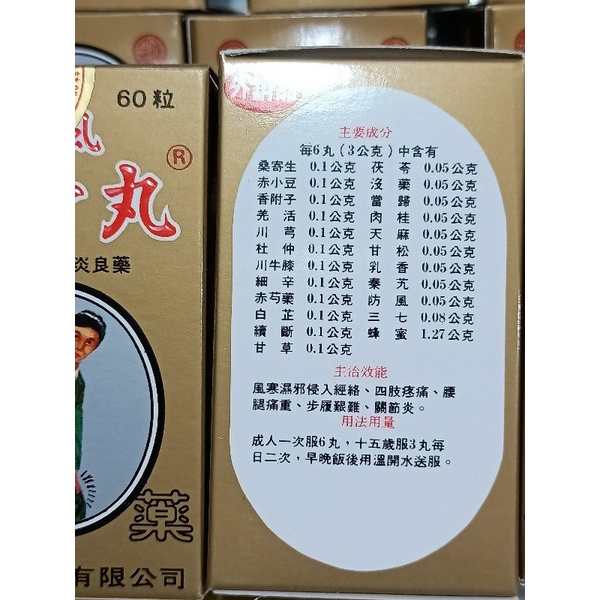 60粒
風
丸®
炎良藥
藥
有限公司
主要成分
每6丸(3公克)中含有
桑寄生 0.1公克 茯苓 0.05公克
赤小豆 0.1公克 沒藥 0.05公克
香附子 0.1公克 當歸 0.05公克
羌活 0.1公克 肉桂 0.05公克
川芎 0.1公克 天麻 0.05公克
杜仲 0.1公克 甘松 0.05公克
川牛膝 0.1公克 乳香 0.05公克
細辛 0.1公克 秦艽 0.05公克
赤芍藥 0.1公克 防風 0.05公克
白芷 0.1公克 三七 0.08公克
續斷 0.1公克 蜂蜜 1.27公克
甘草 0.1公克
主治效能
風寒濕邪侵入經絡、四肢疼痛、腰
腿痛重、步履艱難、關節炎。
用法用量
成人一次服6丸,十五歲服3丸每
日二次,早晚飯後用溫開水送服。